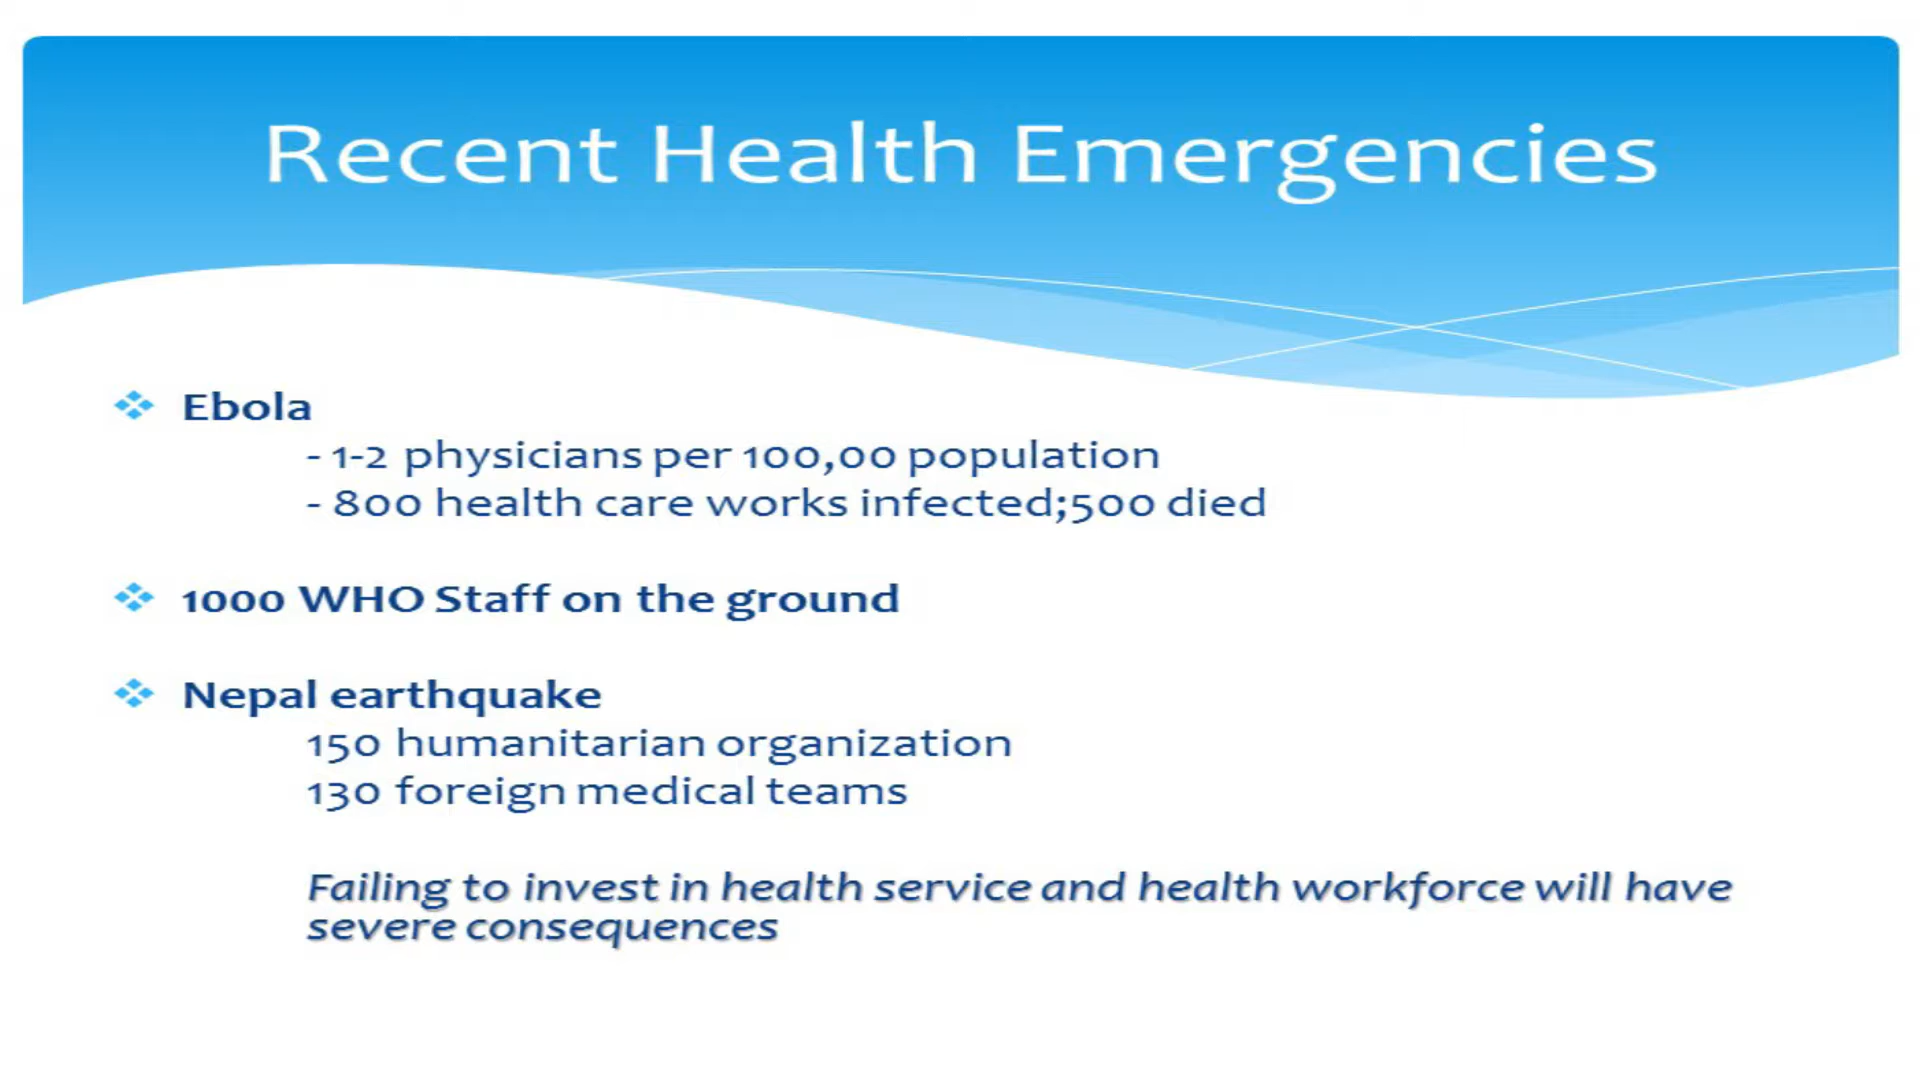 Recent Health Emergencies
Ebola
- 1-2 physicians per 100,00 population
- 800 health care works infected;500 died
1000 WHO Staff on the ground
Nepal earthquake
150 humanitarian organization
130 foreign medical teams
Failing to invest in health service and health workforce will have
severe consequences